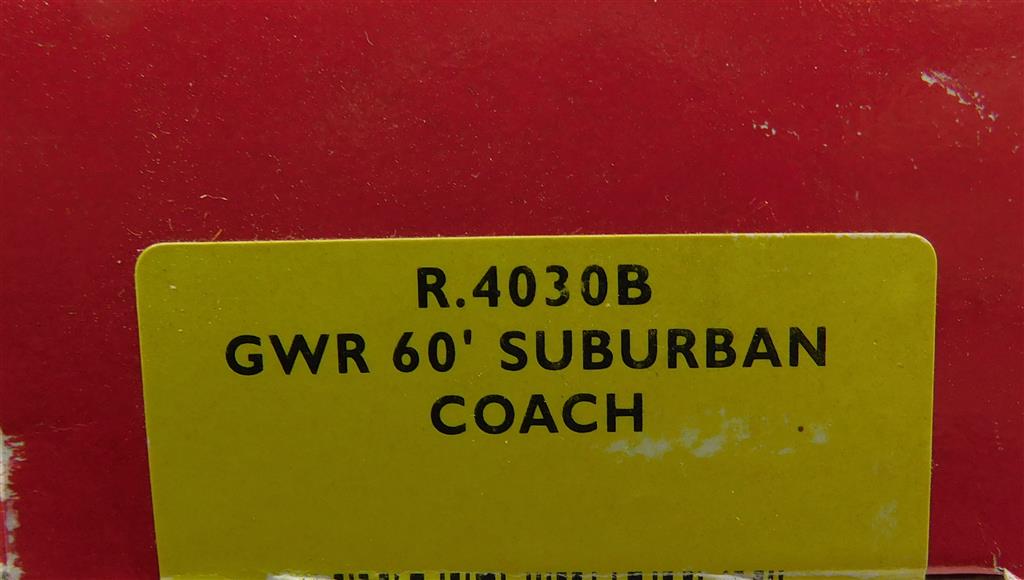 R.4030B
GWR 60' SUBURBAN
COACH